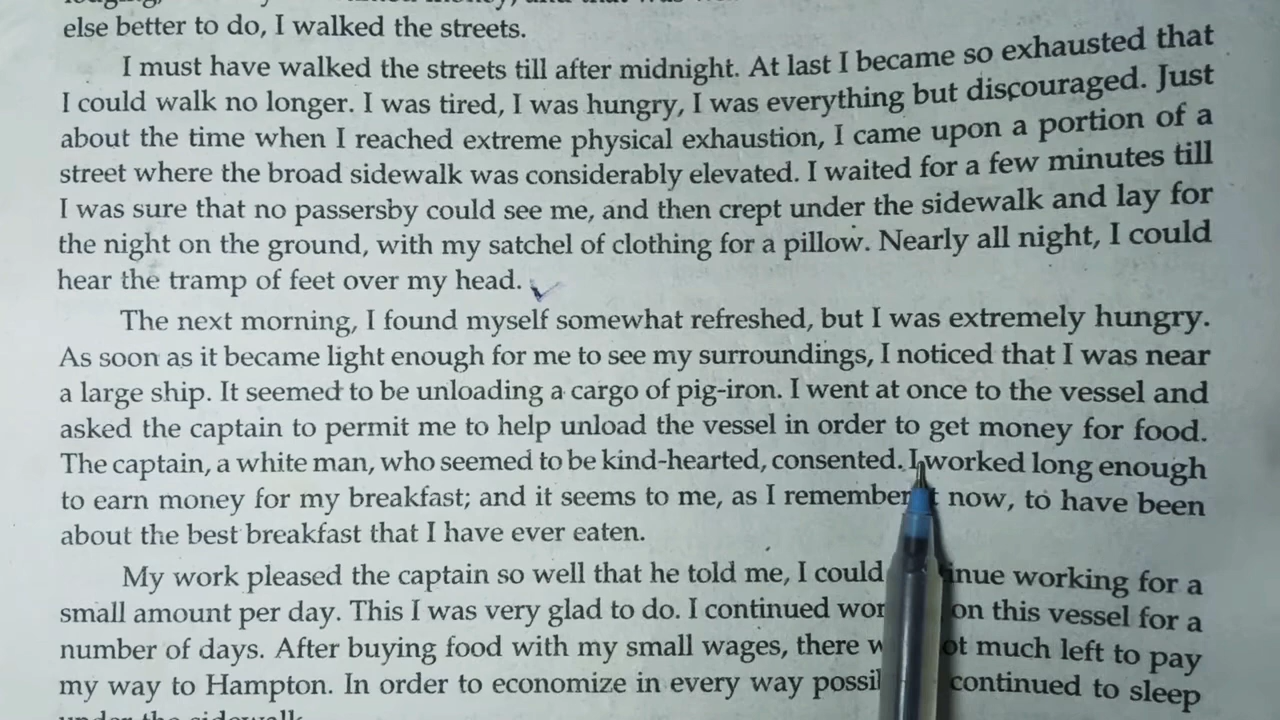 else better to do, I walked the streets.
I must have walked the streets till after midnight. At last I became so exhausted that
I could walk no longer. I was tired, I was hungry, I was everything but discouraged. Just
about the time when I reached extreme physical exhaustion, I came upon a portion of a
street where the broad sidewalk was considerably elevated. I waited for a few minutes till
I was sure that no passersby could see me, and then crept under the sidewalk and lay for
the night on the ground, with my satchel of clothing for a pillow. Nearly all night, I could
hear the tramp of feet over my head.
The next morning, I found myself somewhat refreshed, but I was extremely hungry.
As soon as it became light enough for me to see my surroundings, I noticed that I was near
a large ship. It seemed to be unloading a cargo of pig-iron. I went at once to the vessel and
asked the captain to permit me to help unload the vessel in order to get money for food.
The captain, a white man, who seemed to be kind-hearted, consented. I worked long enough
to earn money for my breakfast; and it seems to me, as I remember now, to have been
about the best breakfast that I have ever eaten.
My work pleased the captain so well that he told me, I could working for a
small amount per day. This I was very glad to do. I continued on this vessel for a
number of days. After buying food with my small wages, there much left to pay
my way to Hampton. In order to economize in every way continued to sleep